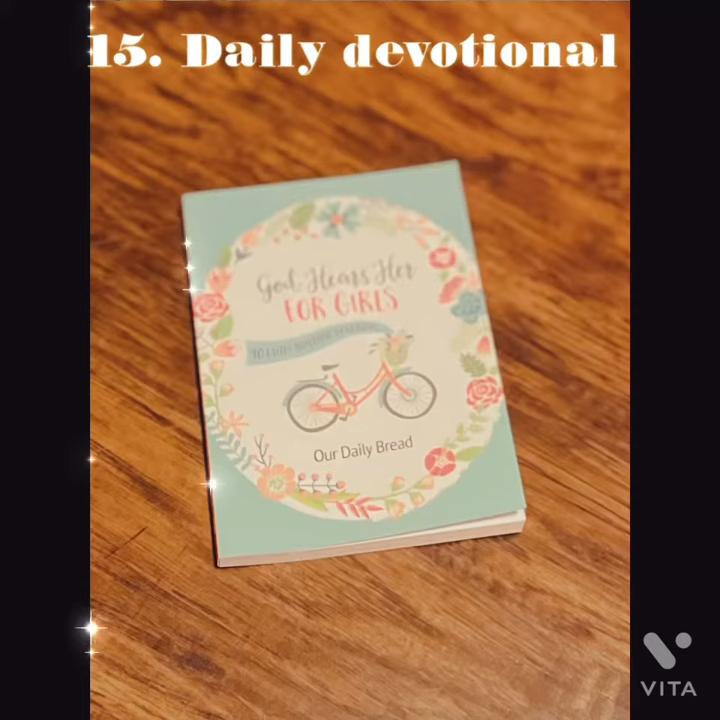 15. Daily devotional
God Hears Her
FOR GIRLS
Our Daily Bread
VITA